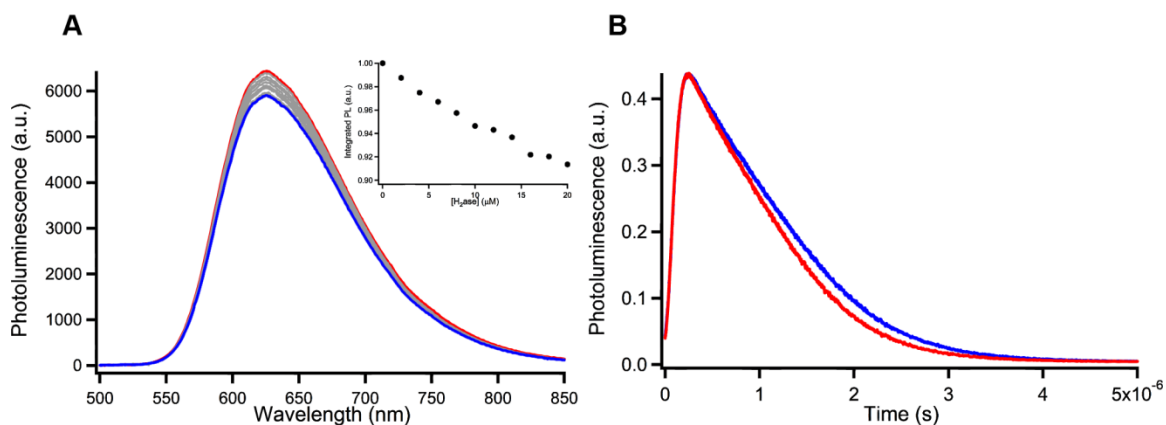 A
Photoluminescence (a.u.)
6000
5000
4000
3000
2000
1000
0
500 550 600 650 700 750 800 850
Wavelength (nm)
Integrated PL (a.u.)
1.00
0.98
0.96
0.94
0.92
0.90
0 5 10 15 20
[H₂ase] (μM)
B
Photoluminescence (a.u.)
0.4
0.3
0.2
0.1
0.0
0 1 2 3 4 5x10⁻⁶
Time (s)